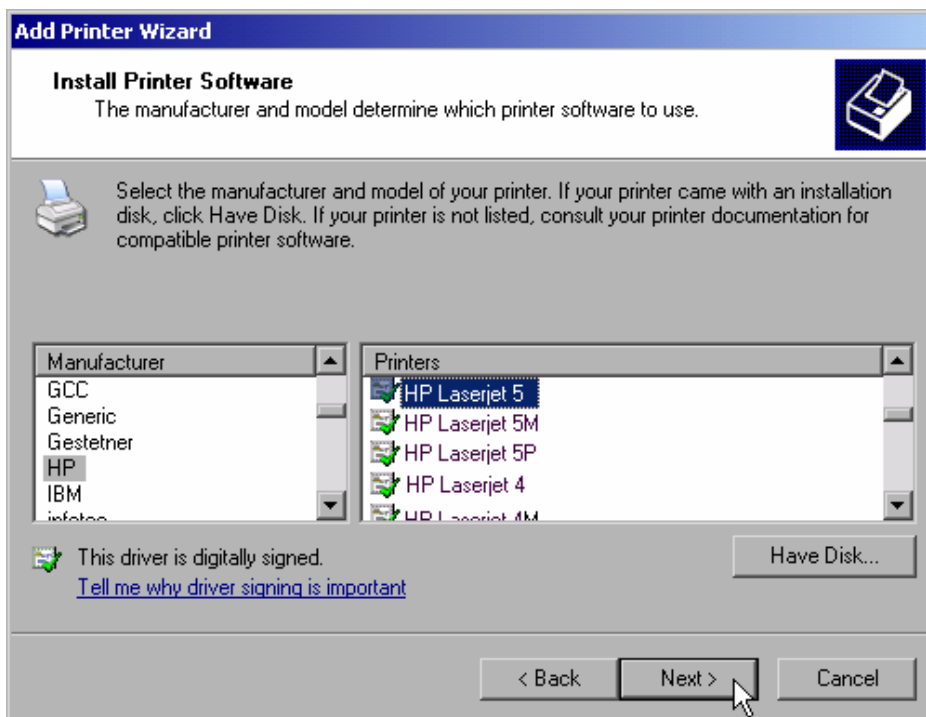 Add Printer Wizard
Install Printer Software
The manufacturer and model determine which printer software to use.
Select the manufacturer and model of your printer. If your printer came with an installation
disk, click Have Disk. If your printer is not listed, consult your printer documentation for
compatible printer software.
Manufacturer
GCC
Generic
Gestetner
HP
IBM
infotec
Printers
HP Laserjet 5
HP Laserjet 5M
HP Laserjet 5P
HP Laserjet 4
HP Laserjet 4M
This driver is digitally signed.
Tell me why driver signing is important
Have Disk...
< Back
Next >
Cancel